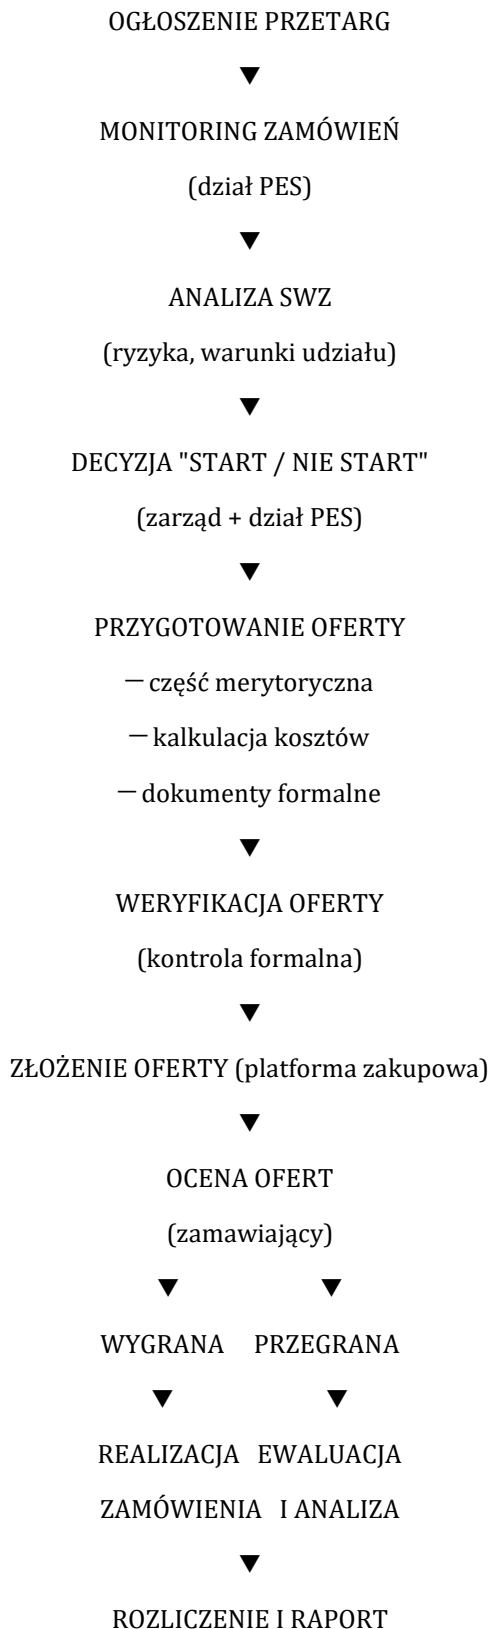 OGŁOSZENIE PRZETARG
▼
MONITORING ZAMÓWIEŃ
(dział PES)
▼
ANALIZA SWZ
(ryzyka, warunki udziału)
▼
DECYZJA "START / NIE START"
(zarząd + dział PES)
▼
PRZYGOTOWANIE OFERTY
— część merytoryczna
— kalkulacja kosztów
— dokumenty formalne
▼
WERYFIKACJA OFERTY
(kontrola formalna)
▼
ZŁOŻENIE OFERTY (platforma zakupowa)
▼
OCENA OFERT
(zamawiający)
▼ ▼
WYGRANA PRZEGRANA
▼ ▼
REALIZACJA EWALUACJA
ZAMÓWIENIA I ANALIZA
▼
ROZLICZENIE I RAPORT